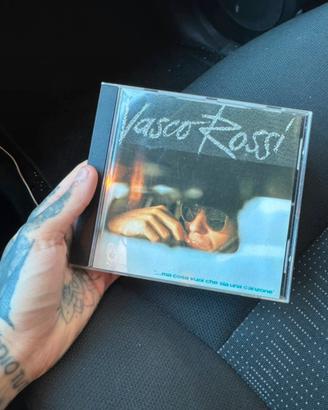 Vasco Rossi
"...ma cosa vuoi che sia una canzone"